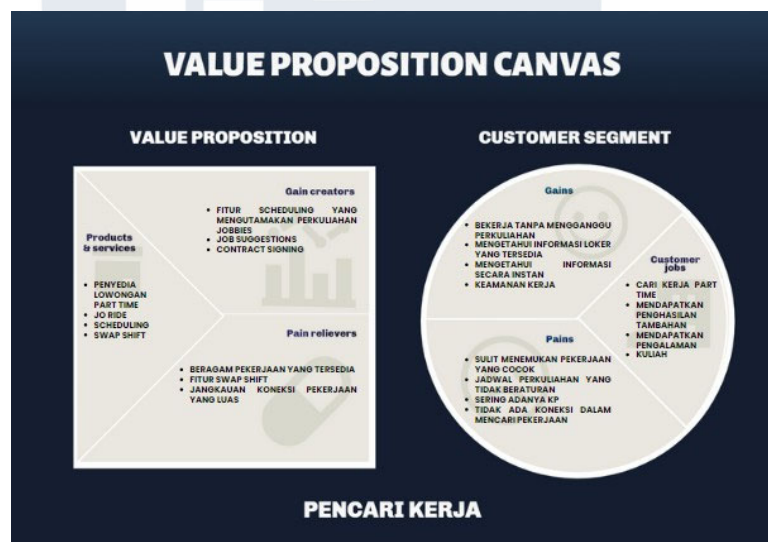 VALUE PROPOSITION CANVAS
VALUE PROPOSITION
Products
& services
• PENYEDIA
LOWONGAN
PART TIME
• JO RIDE
• SCHEDULING
• SWAP SHIFT
Gain creators
• FITUR SCHEDULING YANG
MENGUTAMAKAN PERKULIAHAN
JOBBIES
• JOB SUGGESTIONS
• CONTRACT SIGNING
Pain relievers
• BERAGAM PEKERJAAN YANG TERSEDIA
• FITUR SWAP SHIFT
• JANGKAUAN KONEKSI PEKERJAAN
YANG LUAS
CUSTOMER SEGMENT
Gains
• BEKERJA TANPA MENGGANGGU
PERKULIAHAN
• MENGETAHUI INFORMASI LOKER
YANG TERSEDIA
• MENGETAHUI INFORMASI
SECARA INSTAN
• KEAMANAN KERJA
Customer
jobs
• CARI KERJA PART
TIME
• MENDAPATKAN
PENGHASILAN
TAMBAHAN
• MENDAPATKAN
PENGALAMAN
• KULIAH
Pains
• SULIT MENEMUKAN PEKERJAAN
YANG COCOK
• JADWAL PERKULIAHAN YANG
TIDAK BERATURAN
• SERING ADANYA KP
• TIDAK ADA KONEKSI DALAM
MENCARI PEKERJAAN
PENCARI KERJA